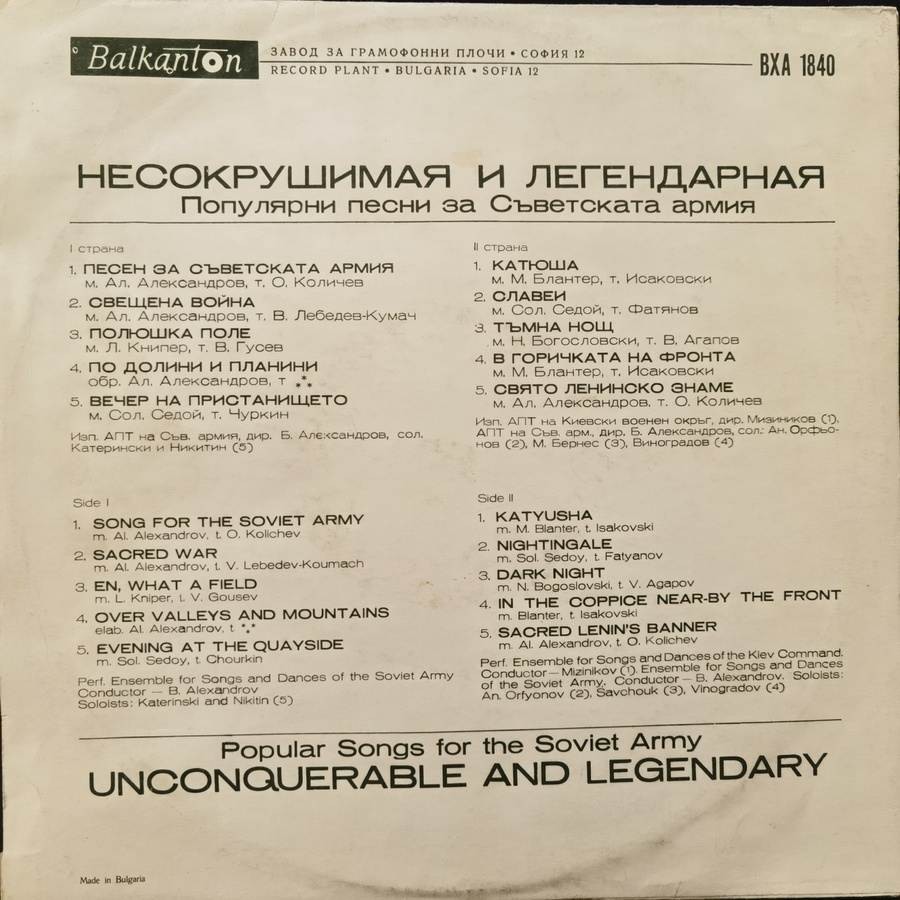 Balkanton
ЗАВОД ЗА ГРАМОФОННИ ПЛОЧИ • СОФИЯ 12
RECORD PLANT • BULGARIA • SOFIA 12
ВХА 1840
НЕСОКРУШИМАЯ И ЛЕГЕНДАРНАЯ
Популярни песни за Съветската армия
I страна
1. ПЕСЕН ЗА СЪВЕТСКАТА АРМИЯ
м. Ал. Александров, т. О. Количев
2. СВЕЩЕНА ВОЙНА
м. Ал. Александров, т. В. Лебедев-Кумач
3. ПОЛЮШКА ПОЛЕ
м. Л. Книпер, т. В. Гусев
4. ПО ДОЛИНИ И ПЛАНИНИ
обр. Ал. Александров, т ***
5. ВЕЧЕР НА ПРИСТАНИЩЕТО
м. Сол. Седой, т. Чуркин
Изп. АПТ на Съв. армия, дир. Б. Александров, сол.
Катерински и Никитин (5)
II страна
1. КАТЮША
м. М. Блантер, т. Исаковски
2. СЛАВЕИ
м. Сол. Седой, т. Фатянов
3. ТЪМНА НОЩ
м. Н. Богословски, т. В. Агапов
4. В ГОРИЧКАТА НА ФРОНТА
м. М. Блантер, т. Исаковски
5. СВЯТО ЛЕНИНСКО ЗНАМЕ
м. Ал. Александров. т. О. Количев
Изп. АПТ на Киевски военен окръг, дир. Мизиников (1),
АПТ на Съв. арм., дир. Б. Александров, сол.: Ан. Орфьо-
нов (2), М. Бернес (3), Виноградов (4)
Side I
1. SONG FOR THE SOVIET ARMY
m. Al. Alexandrov, t. O. Kolichev
2. SACRED WAR
m. Al. Alexandrov, t. V. Lebedev-Koumach
3. EN, WHAT A FIELD
m. L. Kniper, t. V. Gousev
4. OVER VALLEYS AND MOUNTAINS
elab. Al. Alexandrov, t ***
5. EVENING AT THE QUAYSIDE
m. Sol. Sedoy, t. Chourkin
Perf. Ensemble for Songs and Dances of the Soviet Army
Conductor — B. Alexandrov
Soloists: Katerinski and Nikitin (5)
Side II
1. KATYUSHA
m. M. Blanter, t. Isakovski
2. NIGHTINGALE
m. Sol. Sedoy, t. Fatyanov
3. DARK NIGHT
m. N. Bogoslovski, t. V. Agapov
4. IN THE COPPICE NEAR-BY THE FRONT
m. Blanter, t. Isakovski
5. SACRED LENIN'S BANNER
m. Al. Alexandrov, t. O. Kolichev
Perf. Ensemble for Songs and Dances of the Kiev Command.
Conductor — Mizinikov (1). Ensemble for Songs and Dances
of the Soviet Army. Conductor — B. Alexandrov. Soloists:
An. Orfyonov (2), Savchouk (3), Vinogradov (4)
Popular Songs for the Soviet Army
UNCONQUERABLE AND LEGENDARY
Made in Bulgaria